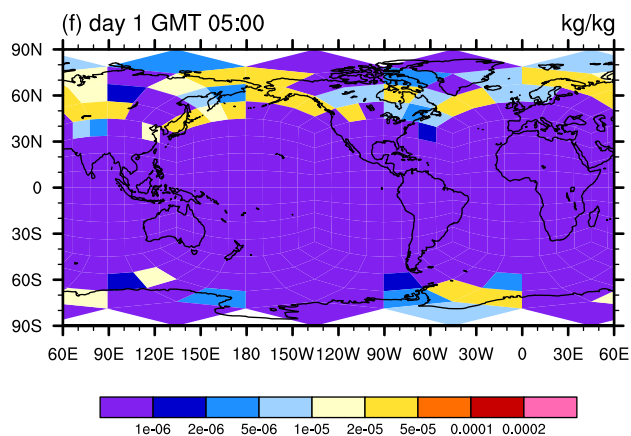 (f) day 1 GMT 05:00 kg/kg
90N
60N
30N
0
30S
60S
90S
60E 90E 120E 150E 180 150W 120W 90W 60W 30W 0 30E 60E
1e-06 2e-06 5e-06 1e-05 2e-05 5e-05 0.0001 0.0002